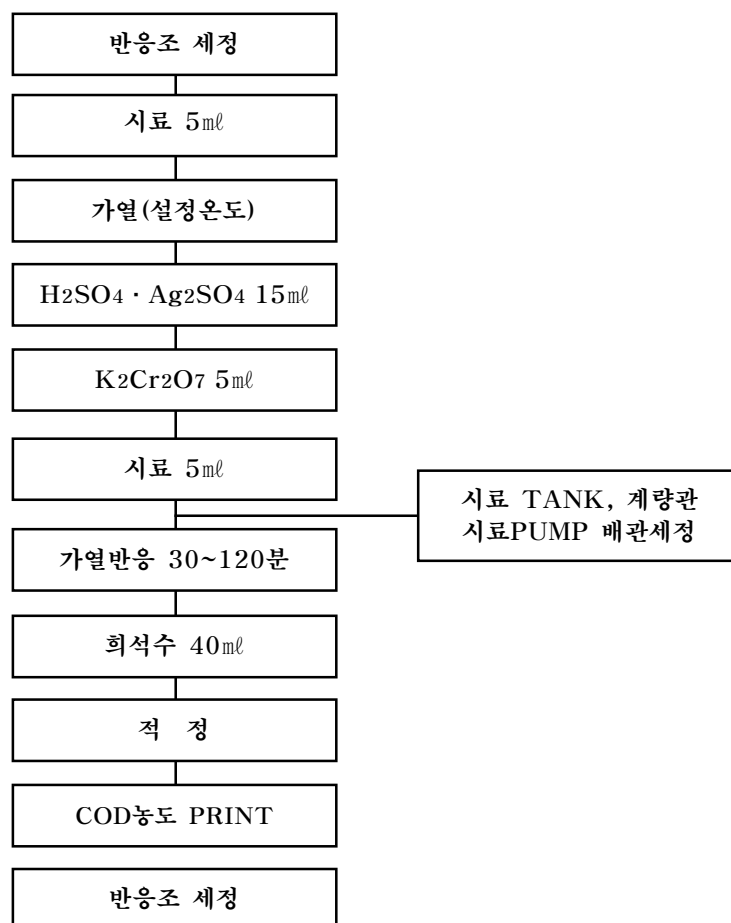 반응조 세정
시료 5㎖
가열(설정온도)
H2SO4 · Ag2SO4 15㎖
K2Cr2O7 5㎖
시료 5㎖
시료 TANK, 계량관
시료PUMP 배관세정
가열반응 30~120분
희석수 40㎖
적 정
COD농도 PRINT
반응조 세정